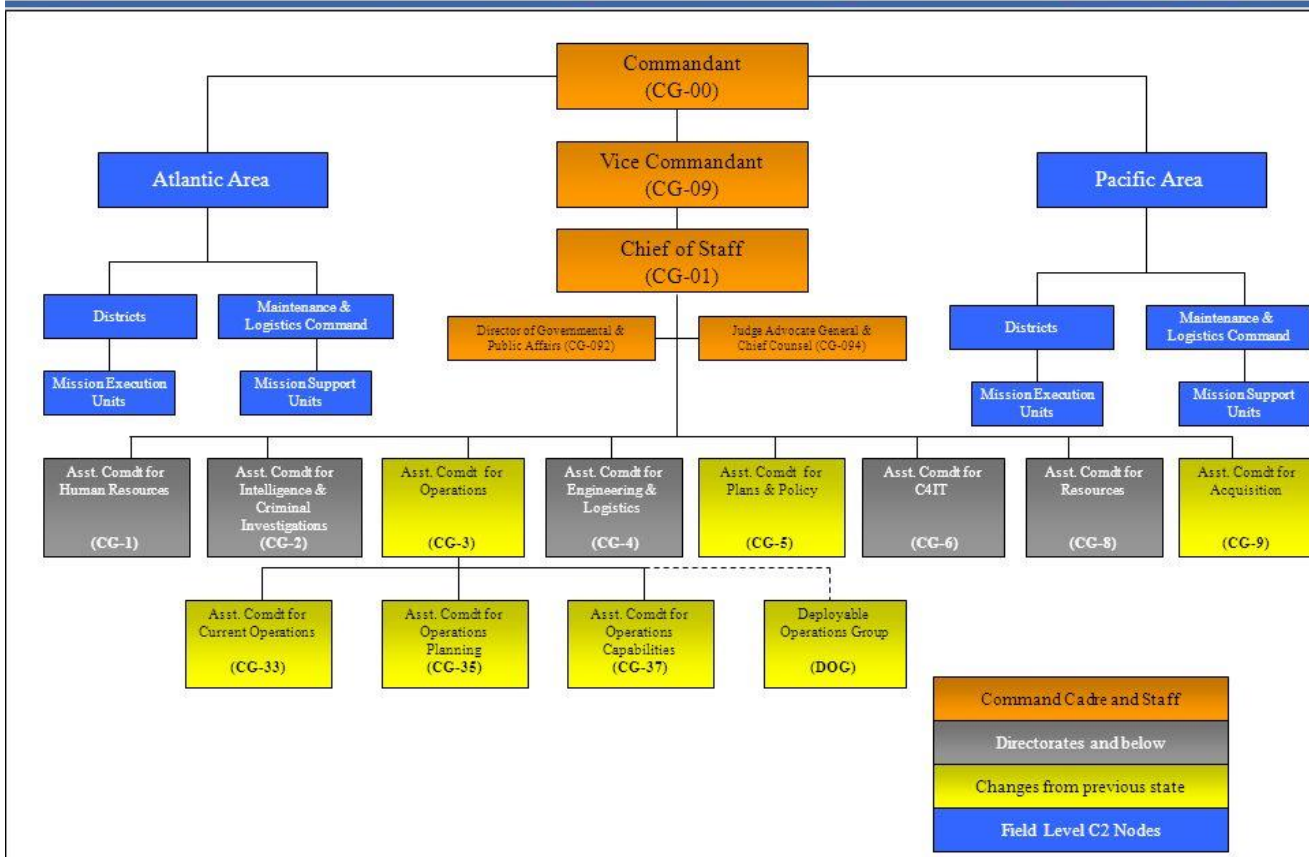 Commandant
(CG-00)
Vice Commandant
(CG-09)
Chief of Staff
(CG-01)
Atlantic Area
Pacific Area
Districts
Maintenance &
Logistics Command
Mission Execution
Units
Mission Support
Units
Director of Governmental &
Public Affairs (CG-092)
Judge Advocate General &
Chief Counsel (CG-094)
Districts
Maintenance &
Logistics Command
Mission Execution
Units
Mission Support
Units
Asst. Comdt for
Human Resources
(CG-1)
Asst. Comdt for
Intelligence &
Criminal
Investigations
(CG-2)
Asst. Comdt for
Operations
(CG-3)
Asst. Comdt for
Engineering &
Logistics
(CG-4)
Asst. Comdt for
Plans & Policy
(CG-5)
Asst. Comdt for
C4IT
(CG-6)
Asst. Comdt for
Resources
(CG-8)
Asst. Comdt for
Acquisition
(CG-9)
Asst. Comdt for
Current Operations
(CG-33)
Asst. Comdt for
Operations
Planning
(CG-35)
Asst. Comdt for
Operations
Capabilities
(CG-37)
Deployable
Operations Group
(DOG)
Command Cadre and Staff
Directorates and below
Changes from previous state
Field Level C2 Nodes